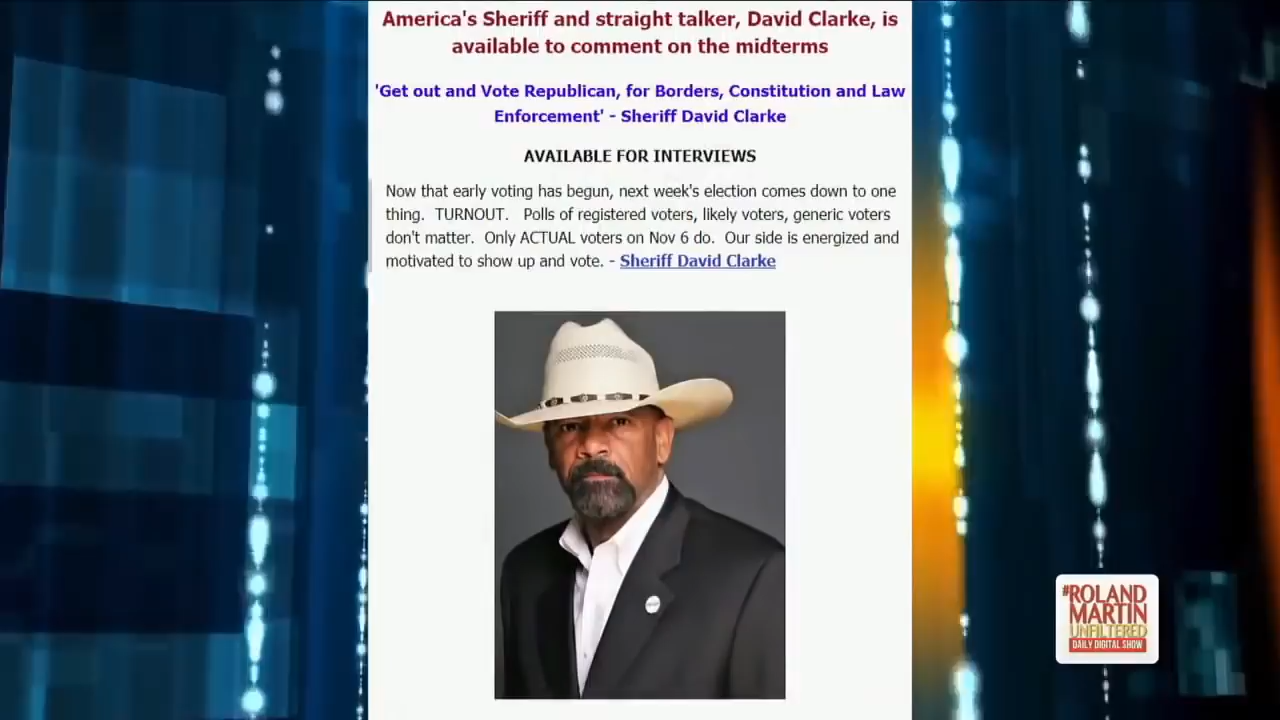 America's Sheriff and straight talker, David Clarke, is
available to comment on the midterms
'Get out and Vote Republican, for Borders, Constitution and Law
Enforcement' - Sheriff David Clarke
AVAILABLE FOR INTERVIEWS
Now that early voting has begun, next week's election comes down to one
thing. TURNOUT. Polls of registered voters, likely voters, generic voters
don't matter. Only ACTUAL voters on Nov 6 do. Our side is energized and
motivated to show up and vote. - Sheriff David Clarke
#ROLAND
MARTIN
UNFILTERED
DAILY DIGITAL SHOW